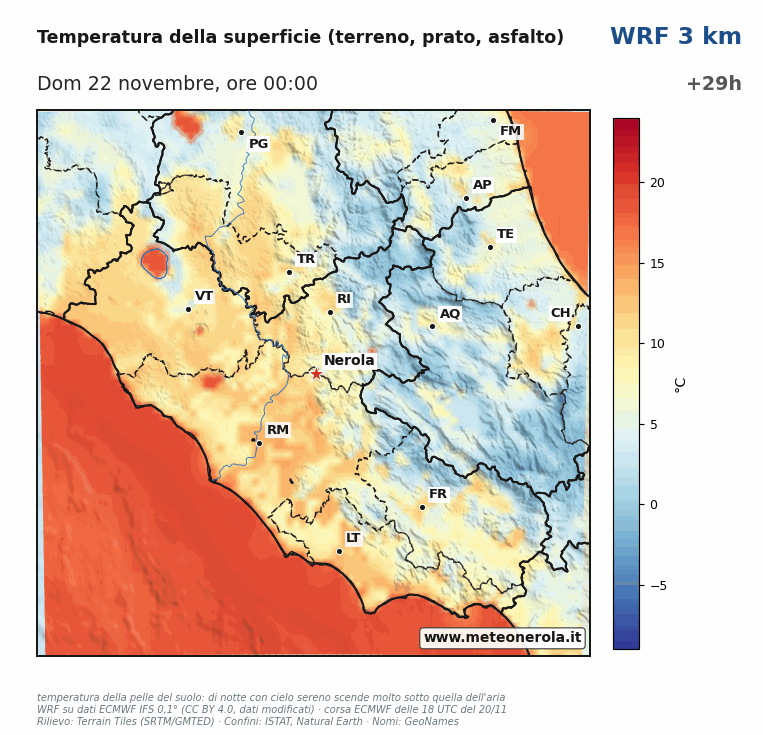 Temperatura della superficie (terreno, prato, asfalto)
WRF 3 km
Dom 22 novembre, ore 00:00
+29h
FM
PG
AP
TE
TR
VT
RI
AQ
CH.
Nerola
RM
FR
LT
www.meteonerola.it
20
15
10
5
0
−5
°C
temperatura della pelle del suolo: di notte con cielo sereno scende molto sotto quella dell'aria
WRF su dati ECMWF IFS 0,1° (CC BY 4.0, dati modificati) · corsa ECMWF delle 18 UTC del 20/11
Rilievo: Terrain Tiles (SRTM/GMTED) · Confini: ISTAT, Natural Earth · Nomi: GeoNames